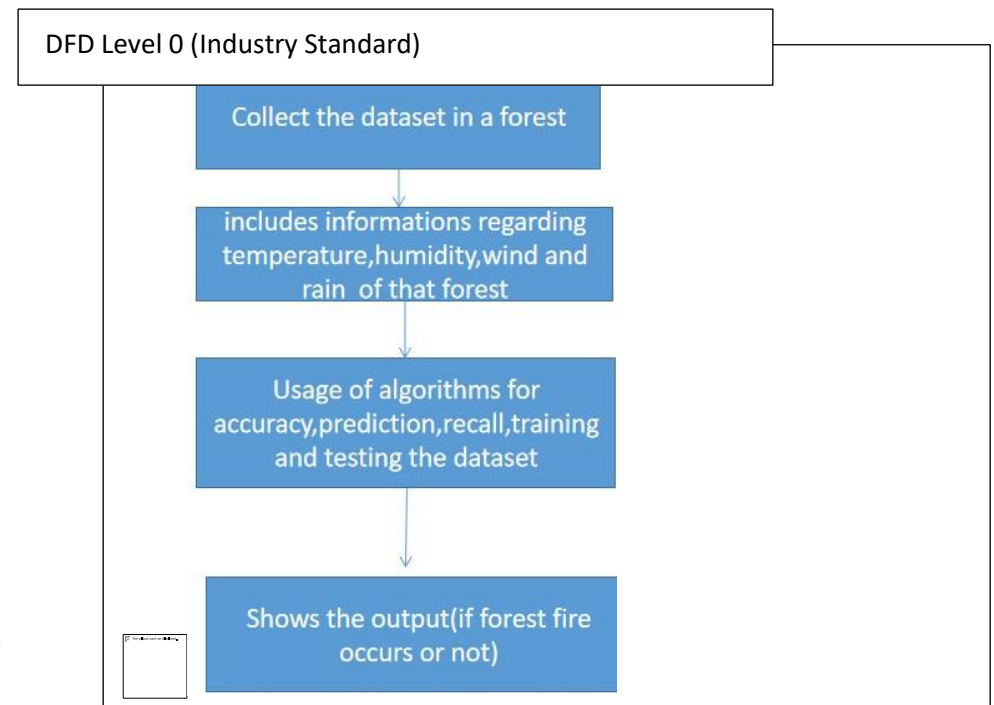 DFD Level 0 (Industry Standard)
Collect the dataset in a forest
includes informations regarding
temperature,humidity,wind and
rain of that forest
Usage of algorithms for
accuracy,prediction,recall,training
and testing the dataset
Shows the output(if forest fire
occurs or not)